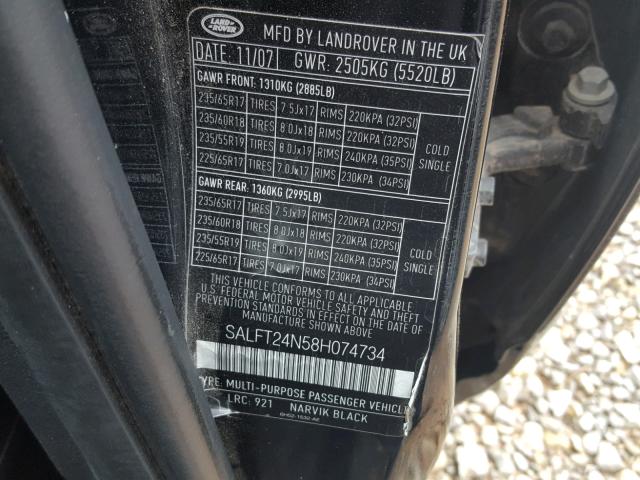 LAND ROVER
MFD BY LANDROVER IN THE UK
DATE: 11/07 GWR: 2505KG (5520LB)
GAWR FRONT: 1310KG (2885LB)
235/65R17 TIRES 7.5Jx17 RIMS 220KPA (32PSI)
235/60R18 TIRES 8.0Jx18 RIMS 220KPA (32PSI) COLD
235/55R19 TIRES 8.0Jx19 RIMS 240KPA (35PSI) SINGLE
225/65R17 TIRES 7.0Jx17 RIMS 230KPA (34PSI)
GAWR REAR: 1360KG (2995LB)
235/65R17 TIRES 7.5Jx17 RIMS 220KPA (32PSI)
235/60R18 TIRES 8.0Jx18 RIMS 220KPA (32PSI) COLD
235/55R19 TIRES 8.0Jx19 RIMS 240KPA (35PSI) SINGLE
225/65R17 TIRES 7.0Jx17 RIMS 230KPA (34PSI)
THIS VEHICLE CONFORMS TO ALL APPLICABLE
U.S. FEDERAL MOTOR VEHICLE SAFETY AND THEFT
PREVENTION STANDARDS IN EFFECT ON THE DATE
OF MANUFACTURE SHOWN ABOVE.
SALFT24N58H074734
TYPE: MULTI-PURPOSE PASSENGER VEHICLE
LRC: 921 NARVIK BLACK